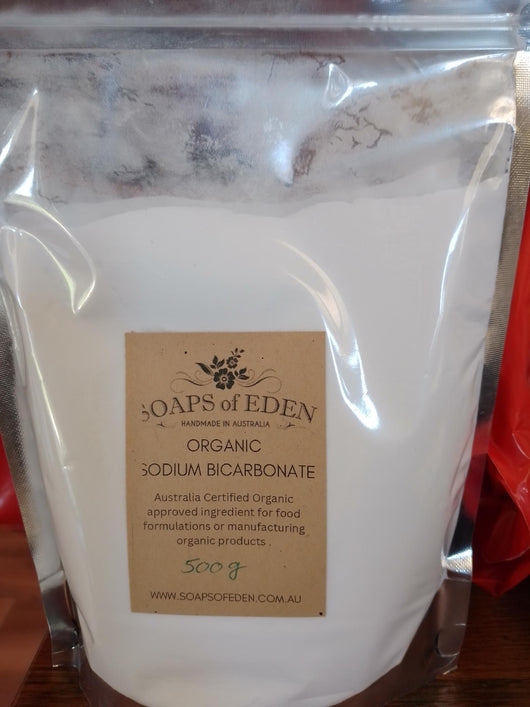 SOAPS of EDEN
HANDMADE IN AUSTRALIA
ORGANIC
SODIUM BICARBONATE
Australia Certified Organic
approved ingredient for food
formulations or manufacturing
organic products .
500g
WWW.SOAPSOFEDEN.COM.AU